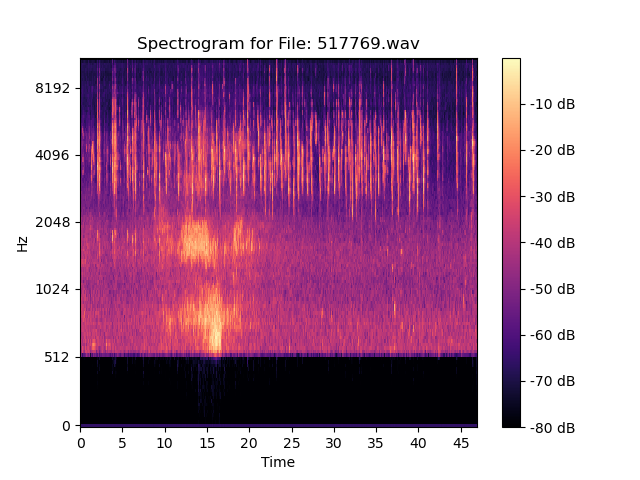 Spectrogram for File: 517769.wav
Hz
8192
4096
2048
1024
512
0
0 5 10 15 20 25 30 35 40 45
Time
-10 dB
-20 dB
-30 dB
-40 dB
-50 dB
-60 dB
-70 dB
-80 dB